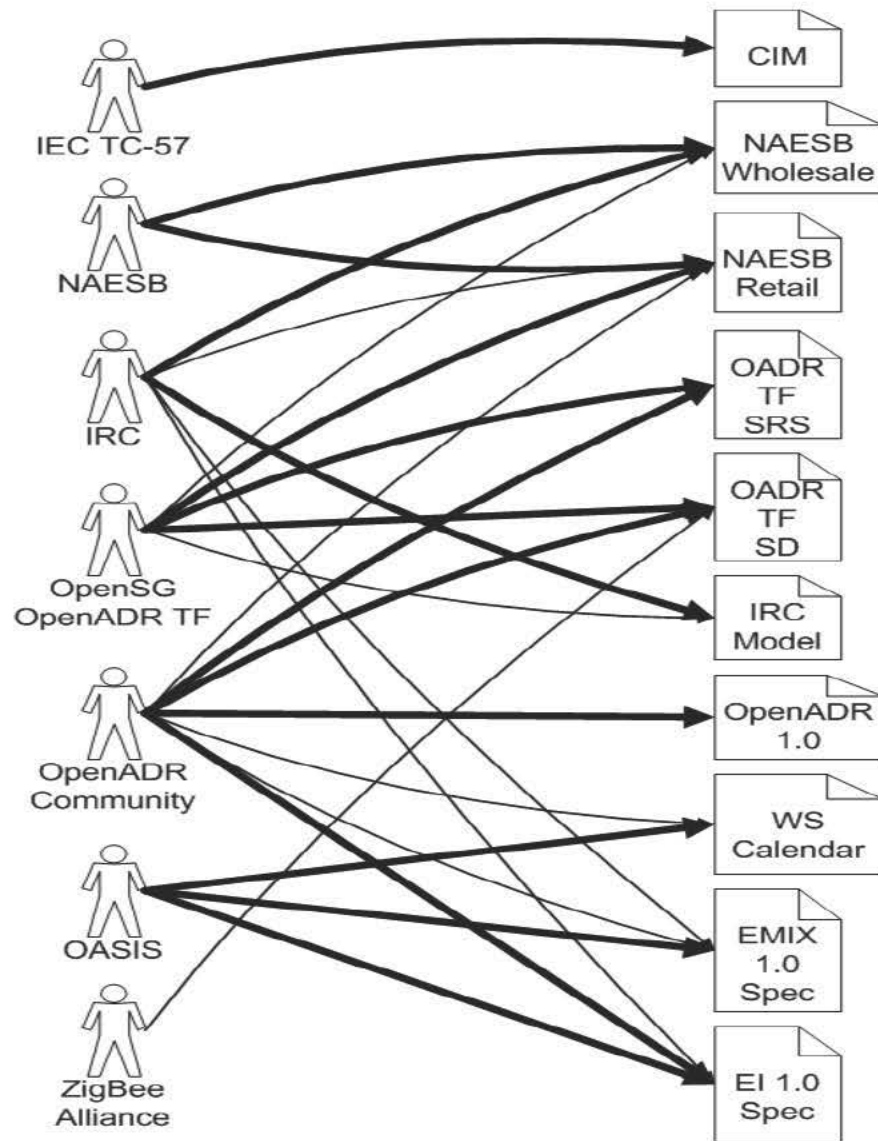 IEC TC-57
NAESB
IRC
OpenSG
OpenADR TF
OpenADR
Community
OASIS
ZigBee
Alliance
CIM
NAESB
Wholesale
NAESB
Retail
OADR
TF
SRS
OADR
TF
SD
IRC
Model
OpenADR
1.0
WS
Calendar
EMIX
1.0
Spec
EI 1.0
Spec